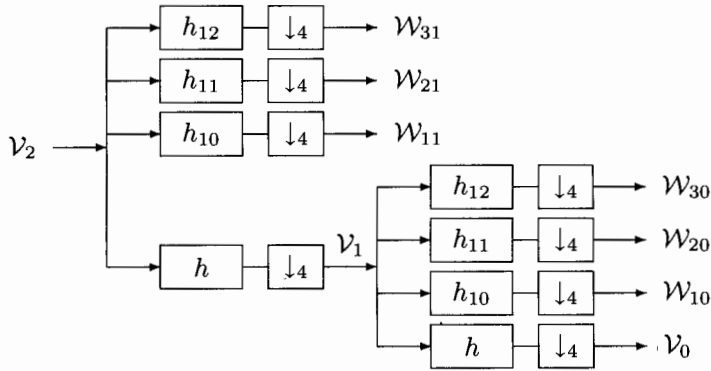 h₁₂ ↓₄ 𝒲₃₁
h₁₁ ↓₄ 𝒲₂₁
h₁₀ ↓₄ 𝒲₁₁
𝒱₂
h ↓₄ 𝒱₁
h₁₂ ↓₄ 𝒲₃₀
h₁₁ ↓₄ 𝒲₂₀
h₁₀ ↓₄ 𝒲₁₀
h ↓₄ 𝒱₀